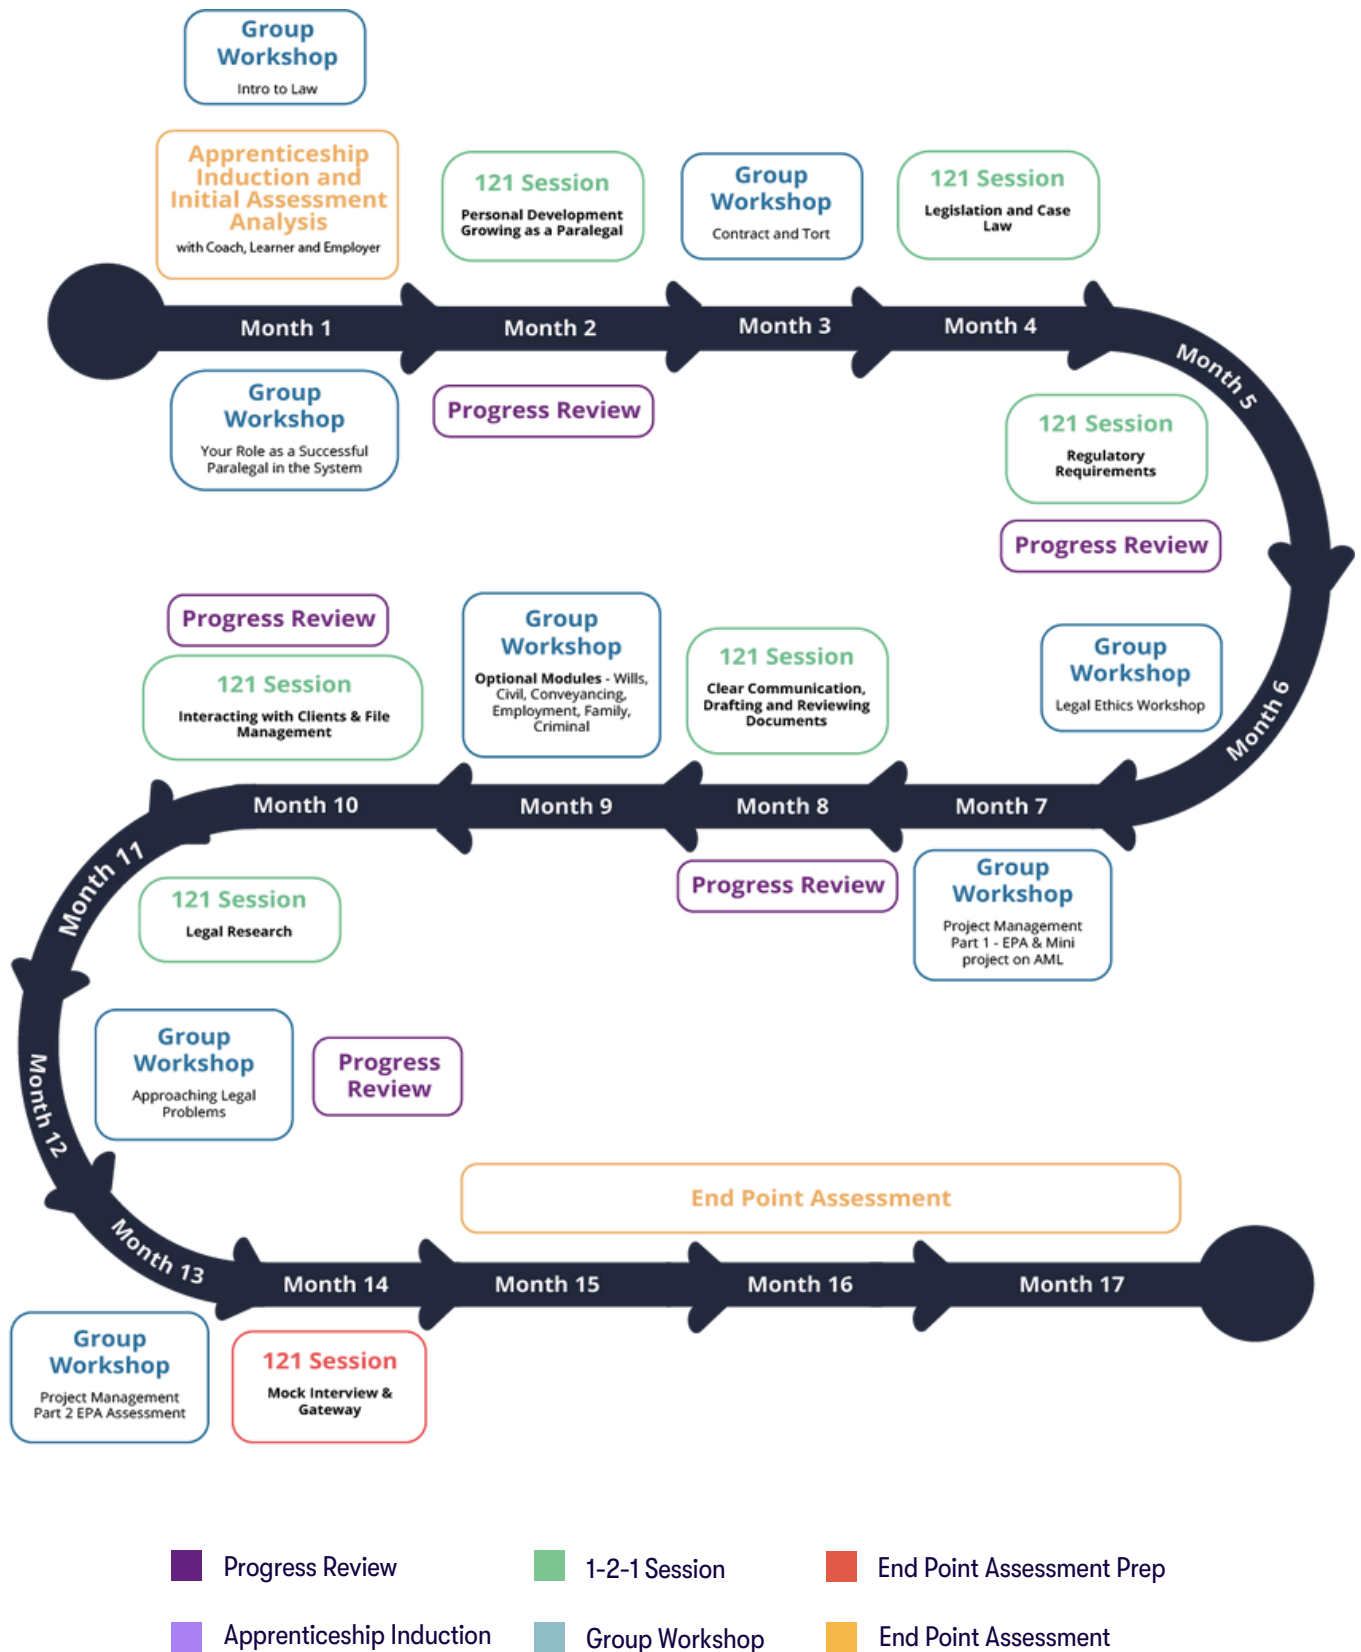 Group
Workshop
Intro to Law
Apprenticeship
Induction and
Initial Assessment
Analysis
with Coach, Learner and Employer
121 Session
Personal Development
Growing as a Paralegal
Group
Workshop
Contract and Tort
121 Session
Legislation and Case
Law
Month 1
Month 2
Month 3
Month 4
Month 5
Group
Workshop
Your Role as a Successful
Paralegal in the System
Progress Review
121 Session
Regulatory
Requirements
Progress Review
Group
Workshop
Legal Ethics Workshop
Month 6
Progress Review
121 Session
Interacting with Clients & File
Management
Group
Workshop
Optional Modules - Wills,
Civil, Conveyancing,
Employment, Family,
Criminal
121 Session
Clear Communication,
Drafting and Reviewing
Documents
Month 10
Month 9
Month 8
Month 7
Progress Review
Group
Workshop
Project Management
Part 1 - EPA & Mini
project on AML
Month 11
121 Session
Legal Research
Group
Workshop
Approaching Legal
Problems
Progress
Review
Month 12
End Point Assessment
Month 13
Month 14
Month 15
Month 16
Month 17
Group
Workshop
Project Management
Part 2 EPA Assessment
121 Session
Mock Interview &
Gateway
Progress Review
1-2-1 Session
End Point Assessment Prep
Apprenticeship Induction
Group Workshop
End Point Assessment